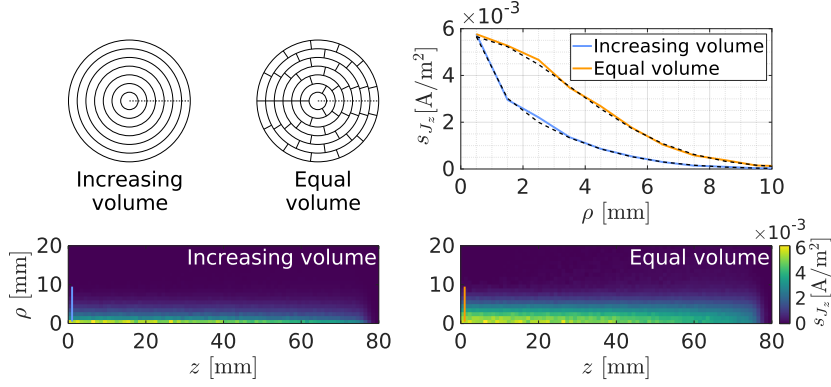 Increasing
volume
Equal
volume
×10⁻³
6
4
2
0
s_{J_z}[A/m²]
Increasing volume
Equal volume
0 2 4 6 8 10
ρ [mm]
20
10
0
ρ [mm]
Increasing volume
0 20 40 60 80
z [mm]
20
10
0
Equal volume
0 20 40 60 80
z [mm]
×10⁻³
6
4
2
0
s_{J_z}[A/m²]